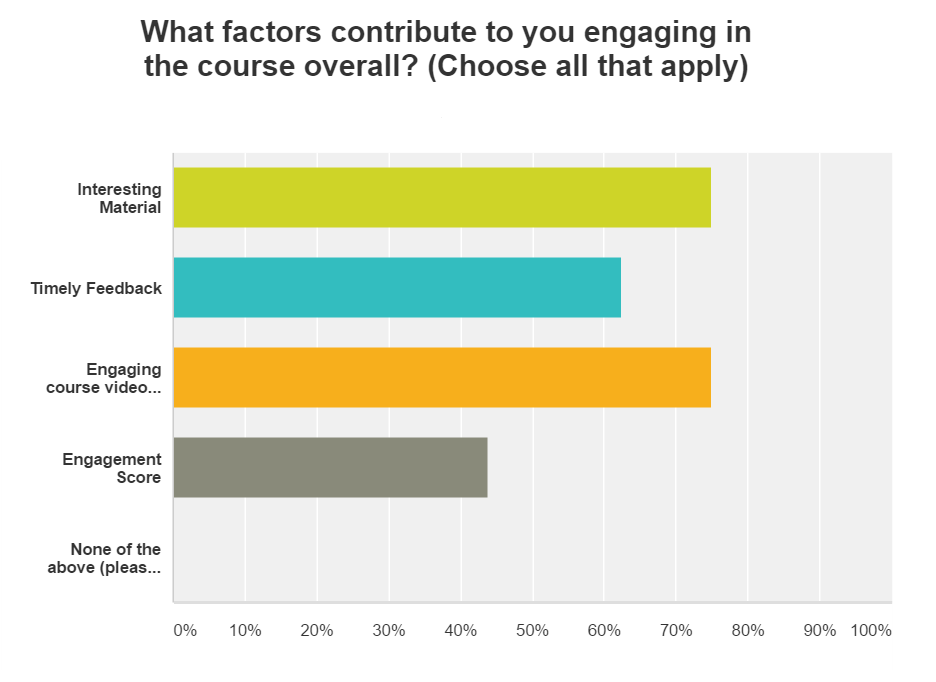 What factors contribute to you engaging in
the course overall? (Choose all that apply)
Interesting
Material
Timely Feedback
Engaging
course video...
Engagement
Score
None of the
above (pleas...
0% 10% 20% 30% 40% 50% 60% 70% 80% 90% 100%